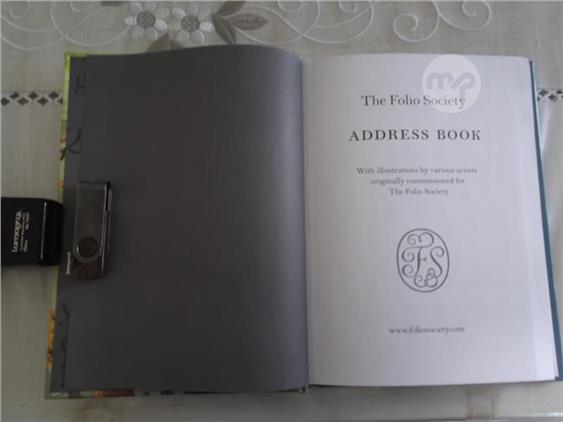 The Folio Society
ADDRESS BOOK
With illustrations by various artists
originally commissioned for
The Folio Society
FS
www.foliosociety.com